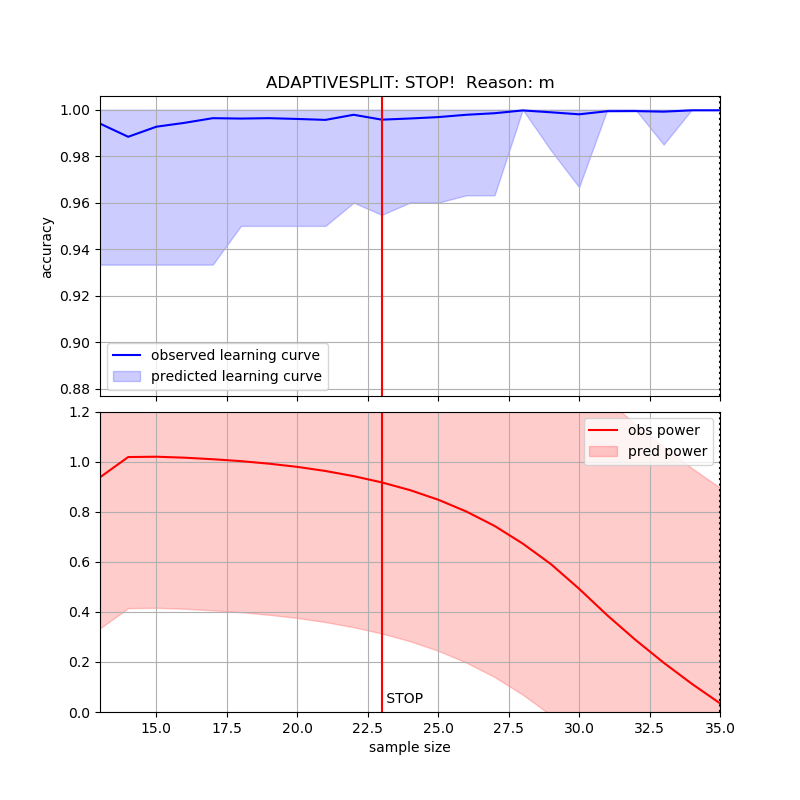 ADAPTIVESPLIT: STOP!  Reason: m
1.00
0.98
0.96
0.94
0.92
0.90
0.88
accuracy
observed learning curve
predicted learning curve
1.2
1.0
0.8
0.6
0.4
0.2
0.0
obs power
pred power
STOP
15.0 17.5 20.0 22.5 25.0 27.5 30.0 32.5 35.0
sample size